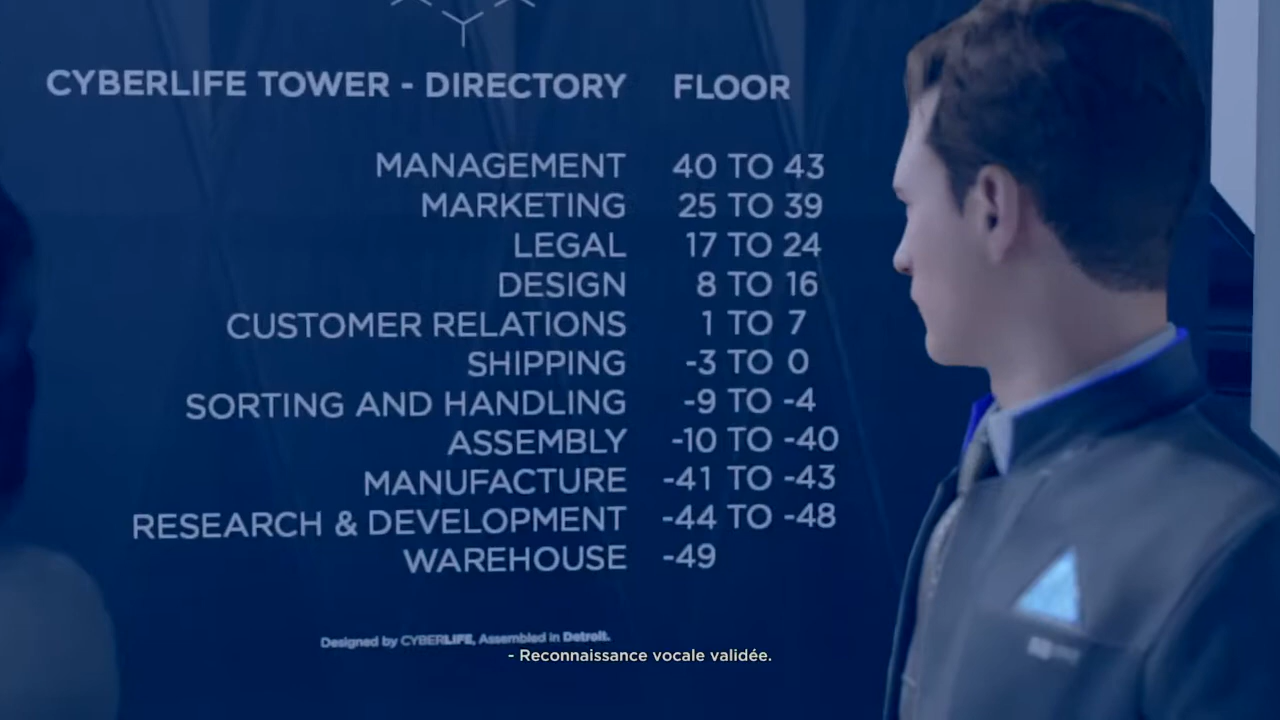 CYBERLIFE TOWER - DIRECTORY FLOOR
MANAGEMENT 40 TO 43
MARKETING 25 TO 39
LEGAL 17 TO 24
DESIGN 8 TO 16
CUSTOMER RELATIONS 1 TO 7
SHIPPING -3 TO 0
SORTING AND HANDLING -9 TO -4
ASSEMBLY -10 TO -40
MANUFACTURE -41 TO -43
RESEARCH & DEVELOPMENT -44 TO -48
WAREHOUSE -49
Designed by CYBERLIFE, Assembled in Detroit.
- Reconnaissance vocale validée.